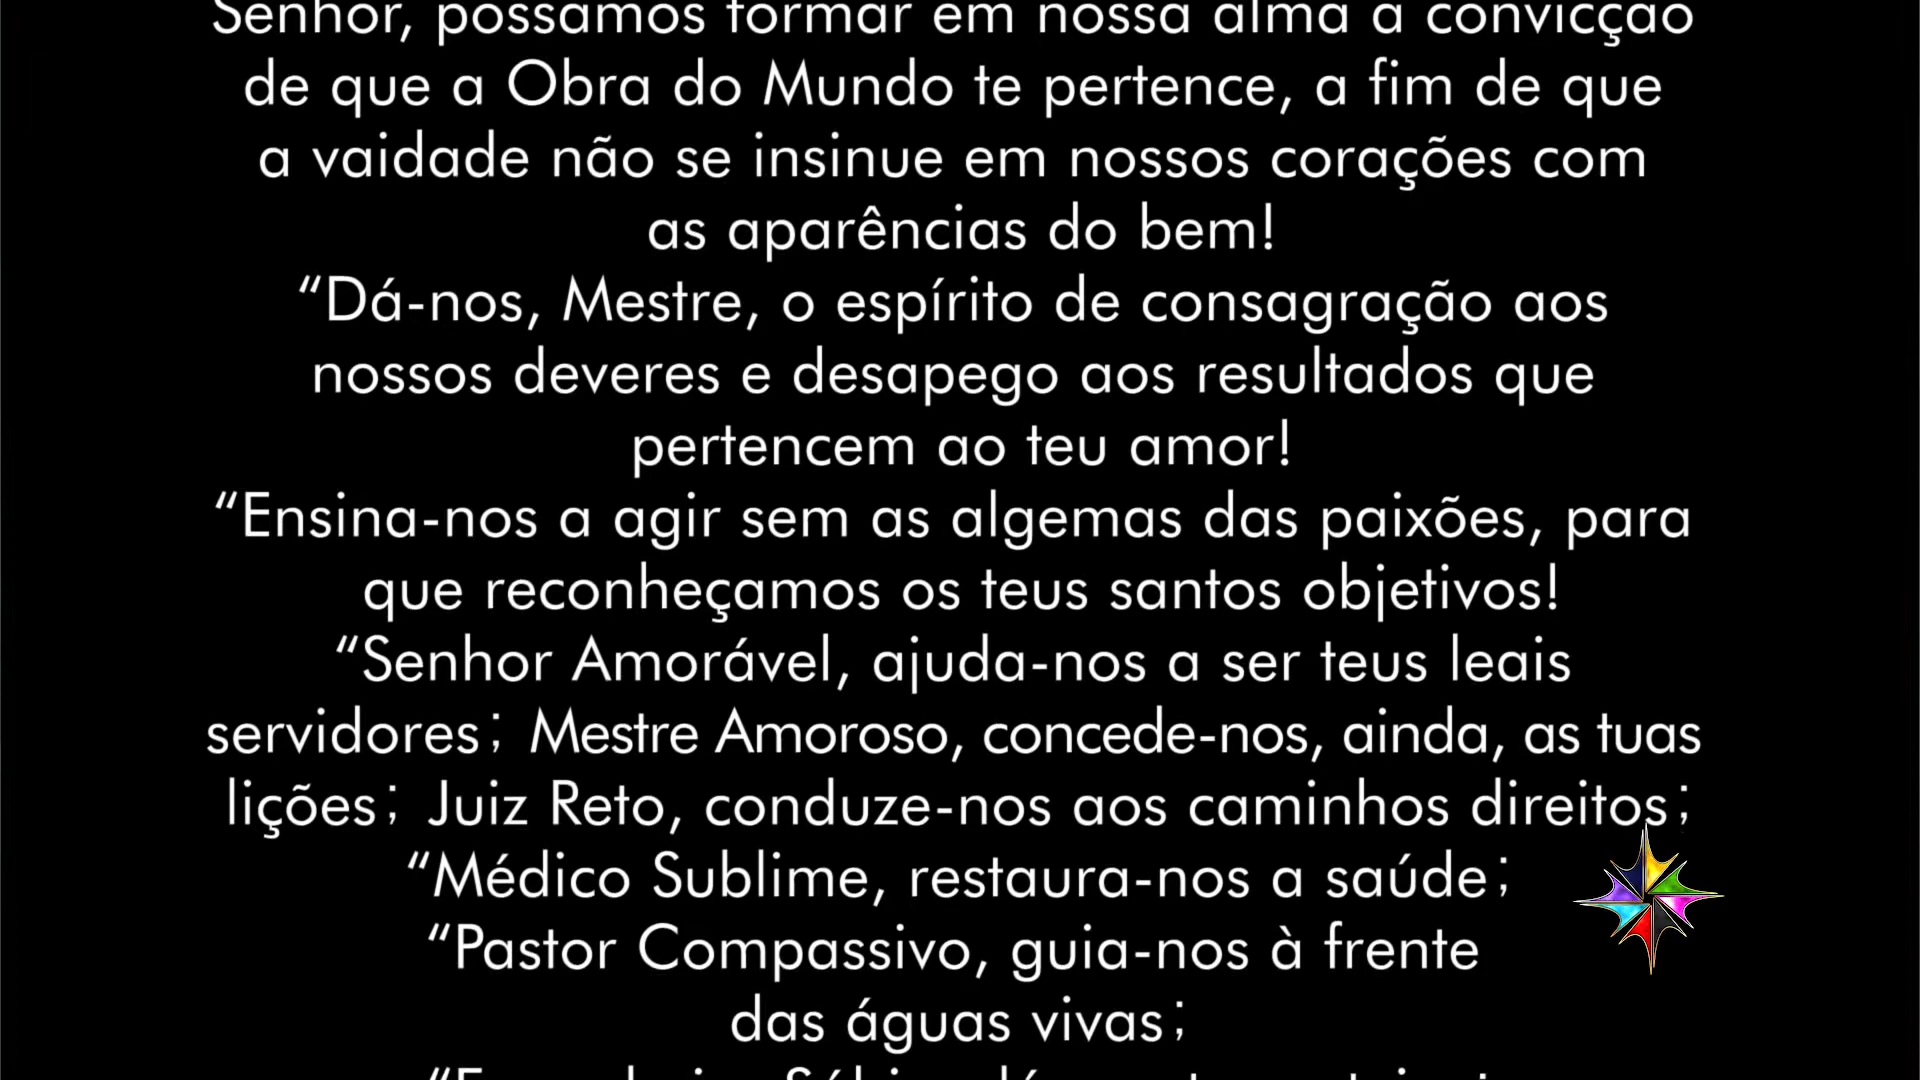 Senhor, possamos formar em nossa alma a convicção
de que a Obra do Mundo te pertence, a fim de que
a vaidade não se insinue em nossos corações com
as aparências do bem!
“Dá-nos, Mestre, o espírito de consagração aos
nossos deveres e desapego aos resultados que
pertencem ao teu amor!
“Ensina-nos a agir sem as algemas das paixões, para
que reconheçamos os teus santos objetivos!
“Senhor Amorável, ajuda-nos a ser teus leais
servidores; Mestre Amoroso, concede-nos, ainda, as tuas
lições; Juiz Reto, conduze-nos aos caminhos direitos;
“Médico Sublime, restaura-nos a saúde;
“Pastor Compassivo, guia-nos à frente
das águas vivas;